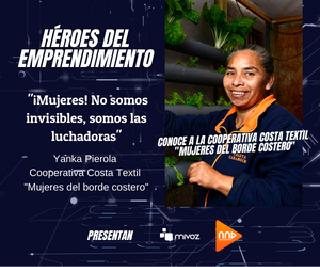 HÉROES DEL
EMPRENDIMIENTO
"¡Mujeres! No somos
invisibles, somos las
luchadoras"
Yanka Pierola
Cooperativa Costa Textil
"Mujeres del borde costero"
CONOCE A LA COOPERATIVA COSTA TEXTIL
"MUJERES DEL BORDE COSTERO"
PRESENTAN
mivoz